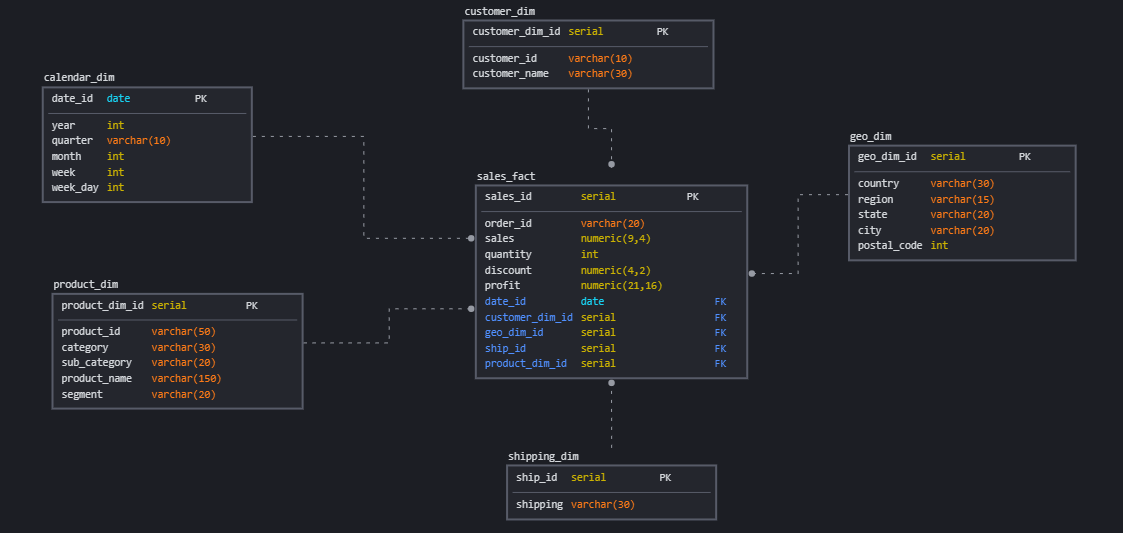 customer_dim
customer_dim_id serial PK
customer_id varchar(10)
customer_name varchar(30)
calendar_dim
date_id date PK
year int
quarter varchar(10)
month int
week int
week_day int
geo_dim
geo_dim_id serial PK
country varchar(30)
region varchar(15)
state varchar(20)
city varchar(20)
postal_code int
sales_fact
sales_id serial PK
order_id varchar(20)
sales numeric(9,4)
quantity int
discount numeric(4,2)
profit numeric(21,16)
date_id date FK
customer_dim_id serial FK
geo_dim_id serial FK
ship_id serial FK
product_dim_id serial FK
product_dim
product_dim_id serial PK
product_id varchar(50)
category varchar(30)
sub_category varchar(20)
product_name varchar(150)
segment varchar(20)
shipping_dim
ship_id serial PK
shipping varchar(30)